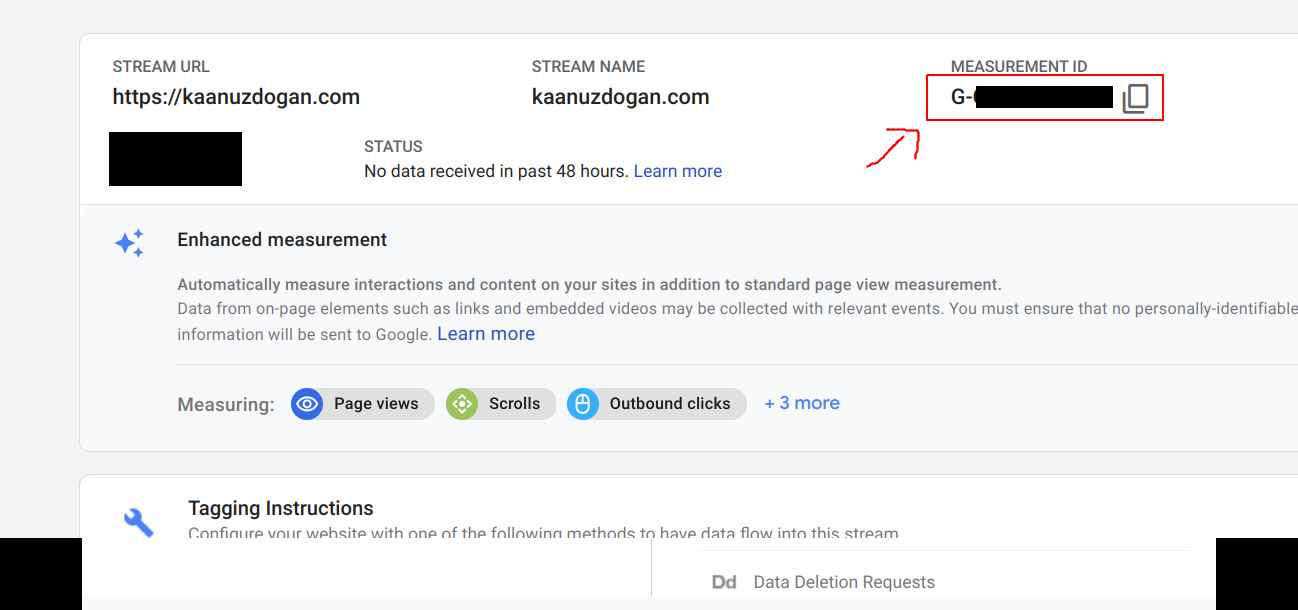 STREAM URL
STREAM NAME
MEASUREMENT ID
https://kaanuzdogan.com
kaanuzdogan.com
G-
STATUS
No data received in past 48 hours. Learn more
Enhanced measurement
Automatically measure interactions and content on your sites in addition to standard page view measurement.
Data from on-page elements such as links and embedded videos may be collected with relevant events. You must ensure that no personally-identifiable
information will be sent to Google. Learn more
Measuring:
Page views
Scrolls
Outbound clicks
+ 3 more
Tagging Instructions
Configure your website with one of the following methods to have data flow into this stream
Dd
Data Deletion Requests